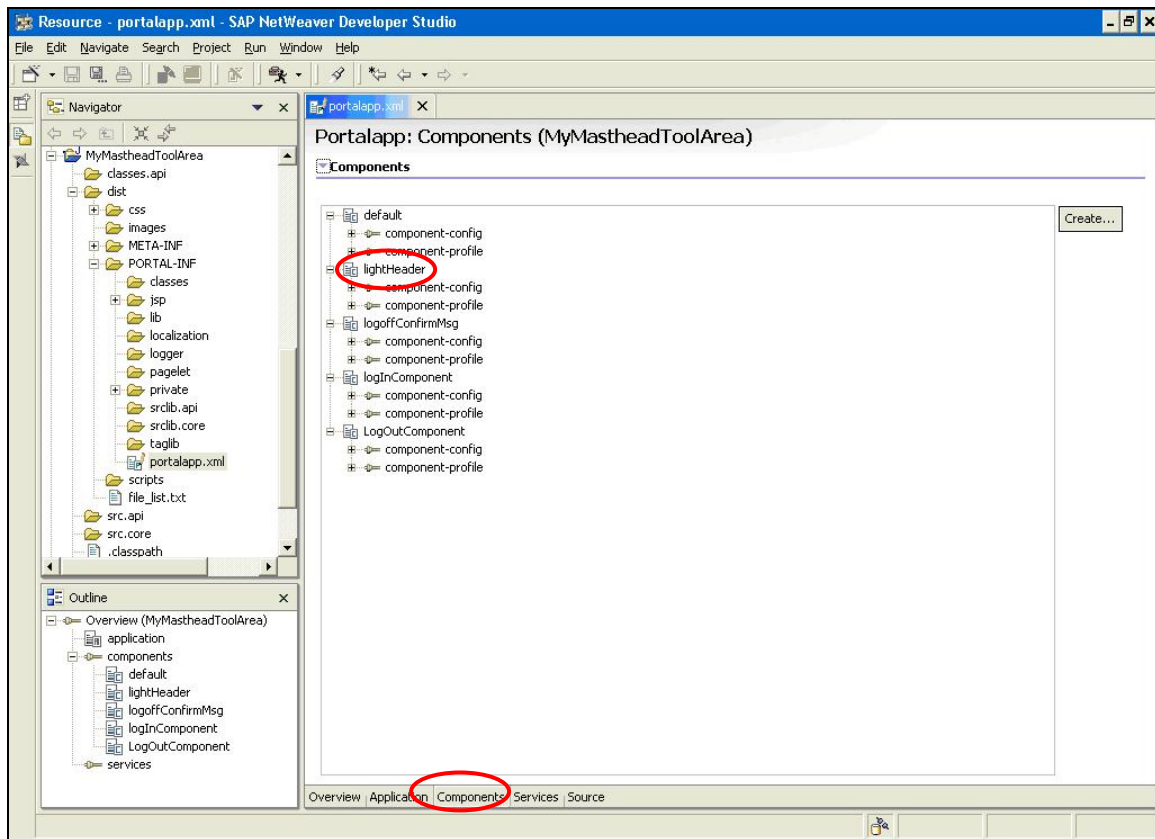 Resource - portalapp.xml - SAP NetWeaver Developer Studio
File Edit Navigate Search Project Run Window Help
Navigator
MyMastheadToolArea
classes.api
dist
css
images
META-INF
PORTAL-INF
classes
jsp
lib
localization
logger
pagelet
private
srclib.api
srclib.core
taglib
portalapp.xml
scripts
file_list.txt
src.api
src.core
.classpath
Outline
Overview (MyMastheadToolArea)
application
components
default
lightHeader
logoffConfirmMsg
logInComponent
LogOutComponent
services
portalapp.xml
Portalapp: Components (MyMastheadToolArea)
Components
default
component-config
component-profile
lightHeader
component-config
component-profile
logoffConfirmMsg
component-config
component-profile
logInComponent
component-config
component-profile
LogOutComponent
component-config
component-profile
Create...
Overview Application Components Services Source